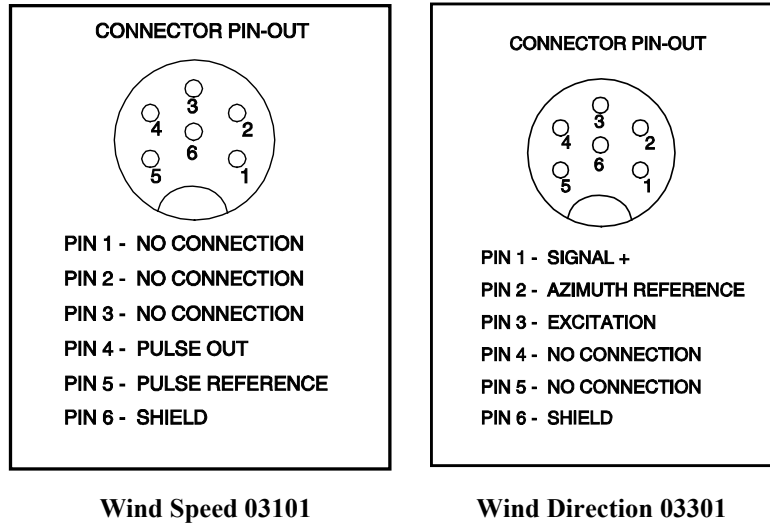 CONNECTOR PIN-OUT
3
4
2
6
5
1
PIN 1 - NO CONNECTION
PIN 2 - NO CONNECTION
PIN 3 - NO CONNECTION
PIN 4 - PULSE OUT
PIN 5 - PULSE REFERENCE
PIN 6 - SHIELD
Wind Speed 03101
CONNECTOR PIN-OUT
3
4
2
6
5
1
PIN 1 - SIGNAL +
PIN 2 - AZIMUTH REFERENCE
PIN 3 - EXCITATION
PIN 4 - NO CONNECTION
PIN 5 - NO CONNECTION
PIN 6 - SHIELD
Wind Direction 03301